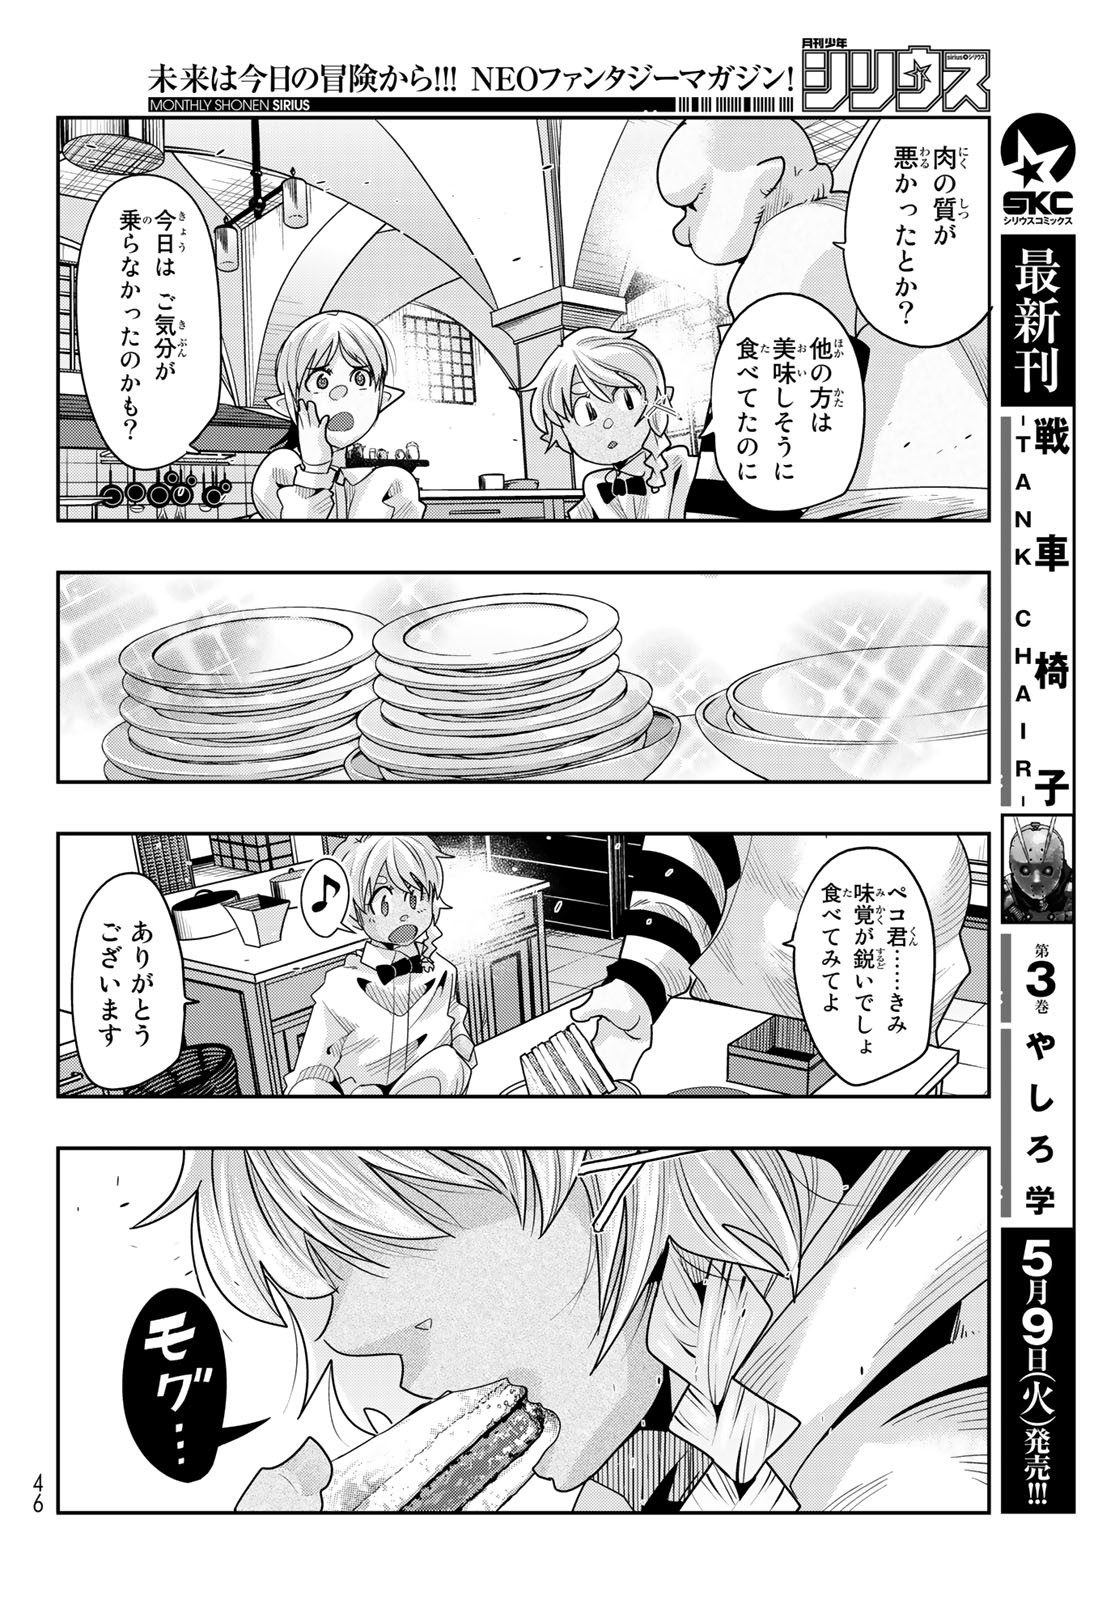 未来は今日の冒険から!!! NEOファンタジーマガジン!
MONTHLY SHONEN SIRIUS
月刊少年
シリウス
sirius シリウス
肉の質が
悪かったとか?
他の方は
美味しそうに
食べてたのに
今日は ご気分が
乗らなかったのかも?
ペコ君……きみ
味覚が鋭いでしょ
食べてみてよ
ありがとう
ございます
モグ…
46
SKC
シリウスコミックス
最新刊
戦車椅子
-TANK CHAIR-
第3巻
やしろ学
5月9日(火)発売!!!